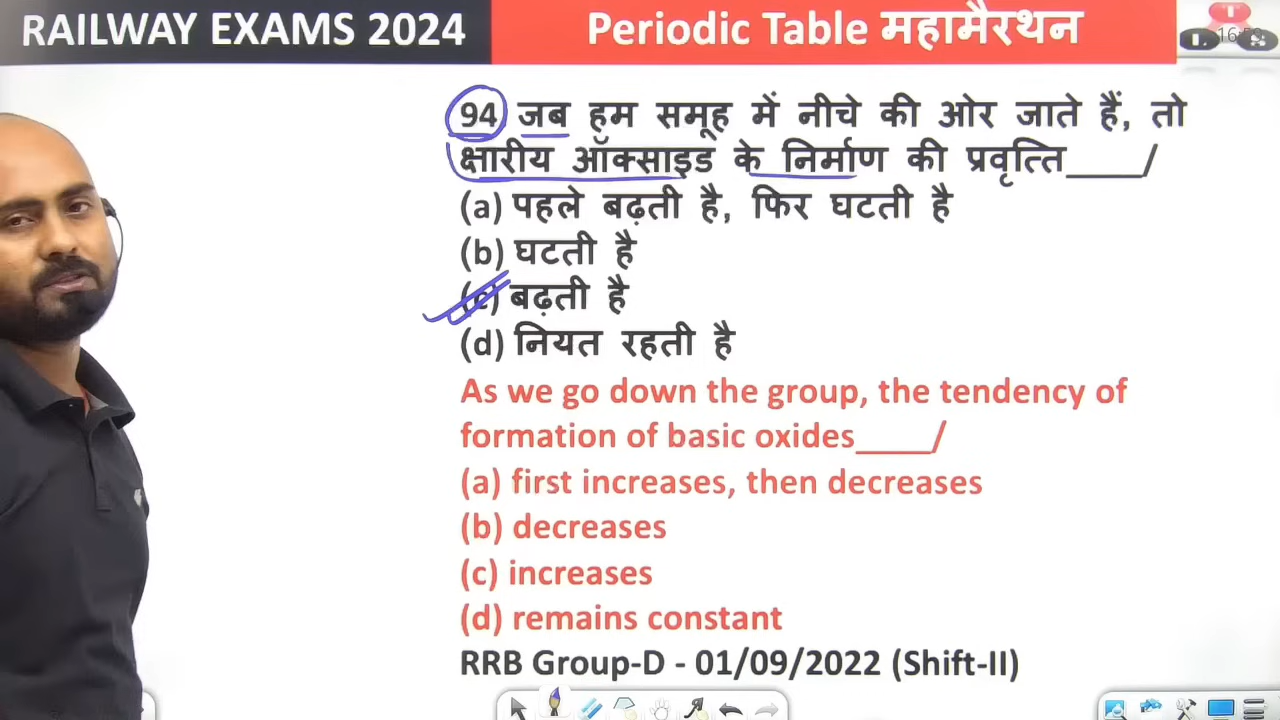 RAILWAY EXAMS 2024
Periodic Table महामैरथन
94 जब हम समूह में नीचे की ओर जाते हैं, तो
क्षारीय ऑक्साइड के निर्माण की प्रवृत्ति____/
(a) पहले बढ़ती है, फिर घटती है
(b) घटती है
(c) बढ़ती है
(d) नियत रहती है
As we go down the group, the tendency of
formation of basic oxides____/
(a) first increases, then decreases
(b) decreases
(c) increases
(d) remains constant
RRB Group-D - 01/09/2022 (Shift-II)